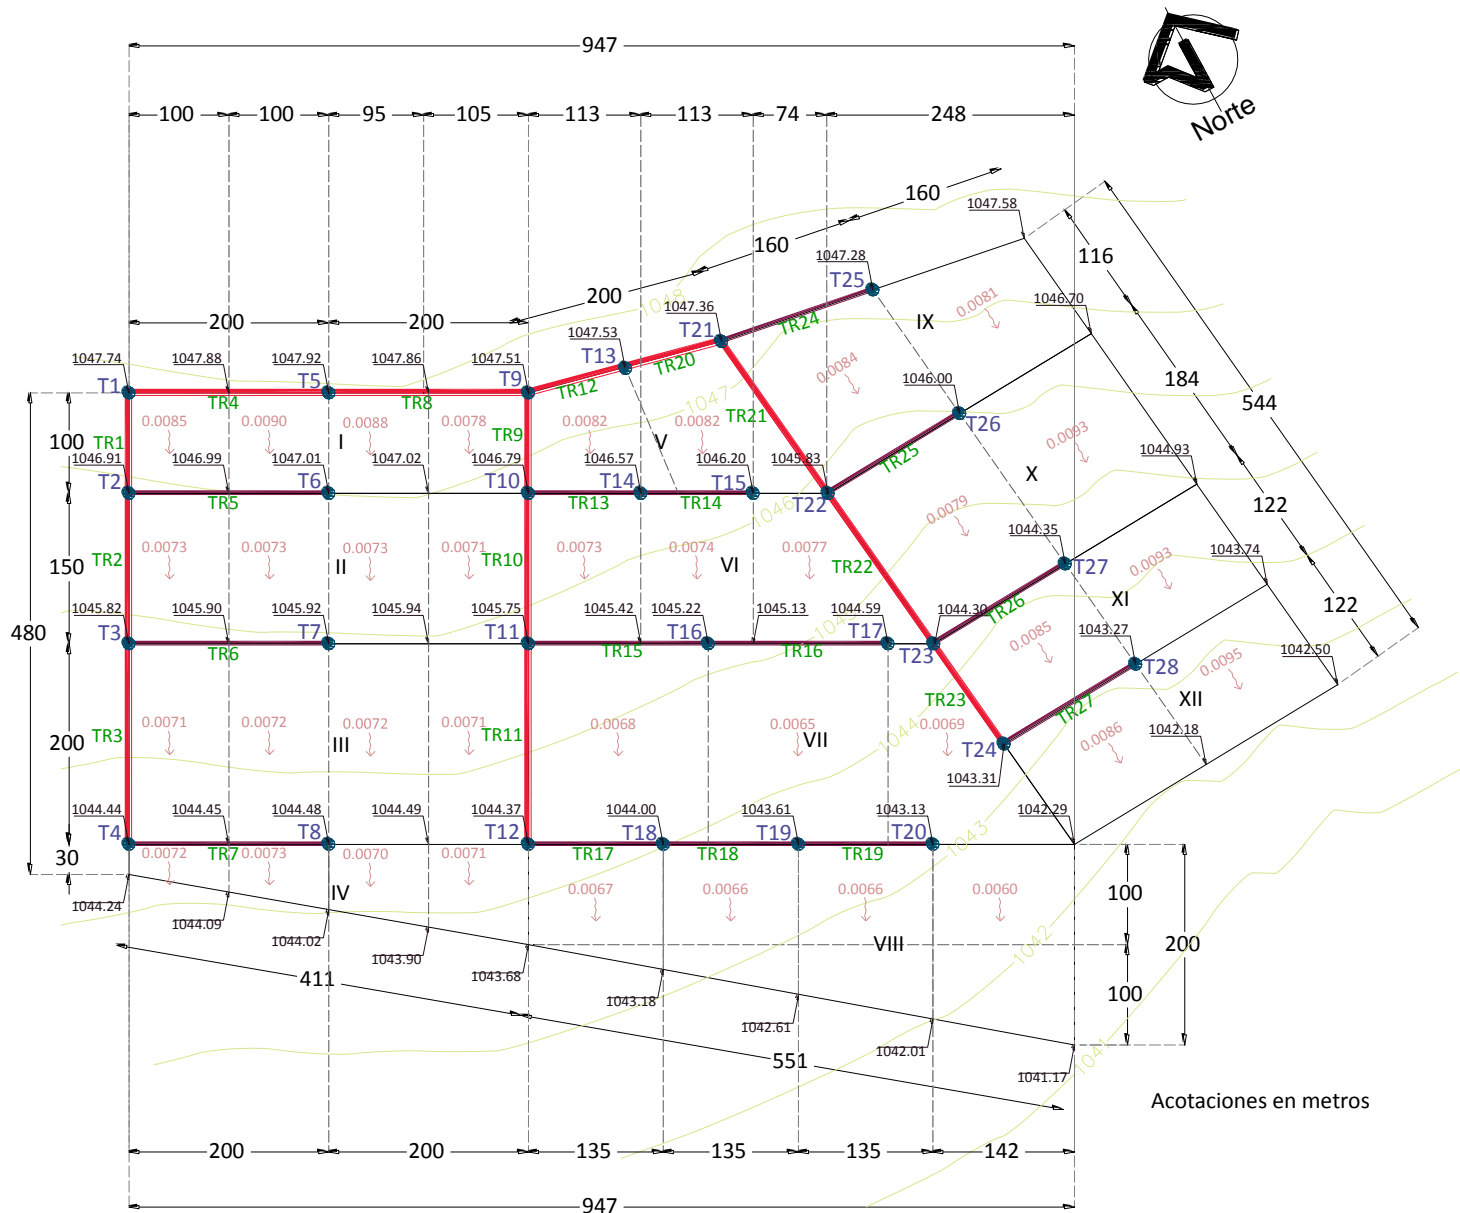 947
Norte
100 100 95 105 113 113 74 248
160
1047.58
160
116
1047.28
200
1048
1047.36
200 200
T25
0.0081
IX
1046.70
1047.53
T21
TR24
1047.74 1047.88 1047.92 1047.86 1047.51
T13
T1 T5 T9
TR12 TR20
0.0084
184
1046.00
544
TR4 TR8
1047
TR21
T26
100
TR1
0.0085 0.0090 0.0088 0.0078
TR9
0.0082 0.0082
I V
0.0093
1044.93
1046.91 1046.99 1047.01 1047.02 1046.79 1046.57 1046.20 1045.83
TR25
X
T2 T6 T10 T14 T15 T22
TR5 TR13 TR14
1046
0.0079
122
1044.35
1043.74
150
TR2
0.0073 0.0073 0.0073 0.0071
TR10
0.0073 0.0074 0.0077
II VI
TR22
T27
0.0093
XI
480
1045.82 1045.90 1045.92 1045.94 1045.75 1045.42 1045.22 1045.13 1044.59 1044.30
TR26
122
T3 T7 T11 T16 T17 T23
1045
TR6 TR15 TR16
0.0085
1043.27
1042.50
T28
0.0095
XII
TR23
TR27
200
TR3
0.0071 0.0072 0.0072 0.0071
TR11
0.0068 0.0065 0.0069
III VII
1044
T24
0.0086
1042.18
1043.31
1044.44 1044.45 1044.48 1044.49 1044.37 1044.00 1043.61 1043.13 1042.29
T4 T8 T12 T18 T19 T20
1043
TR7 TR17 TR18 TR19
30
0.0072 0.0073 0.0070 0.0071
0.0067 0.0066 0.0066 0.0060
IV
100
1044.24
1044.09
1044.02
1043.90
1043.68
VIII
1042
200
411
1043.18
1042.61
1042.01
100
551
1041
1041.17
Acotaciones en metros
200 200 135 135 135 142
947